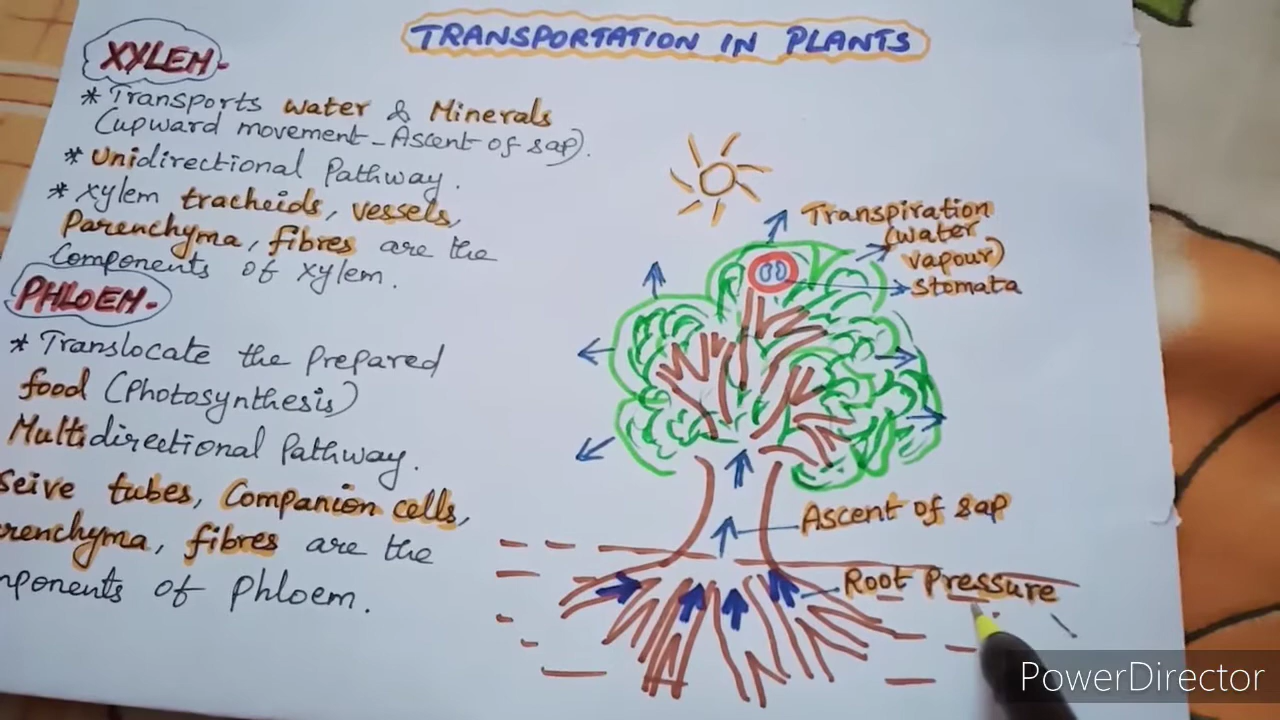 TRANSPORTATION IN PLANTS
XYLEM-
* Transports water & Minerals
(upward movement - Ascent of sap).
* Unidirectional Pathway.
* Xylem tracheids, vessels,
Parenchyma, fibres are the
Components of xylem.
PHLOEM-
* Translocate the prepared
food (Photosynthesis)
Multidirectional Pathway.
Seive tubes, Companion cells,
renchyma, fibres are the
mponents of Phloem.
Transpiration
(water
vapour)
Stomata
Ascent of sap
Root Pressure
PowerDirector